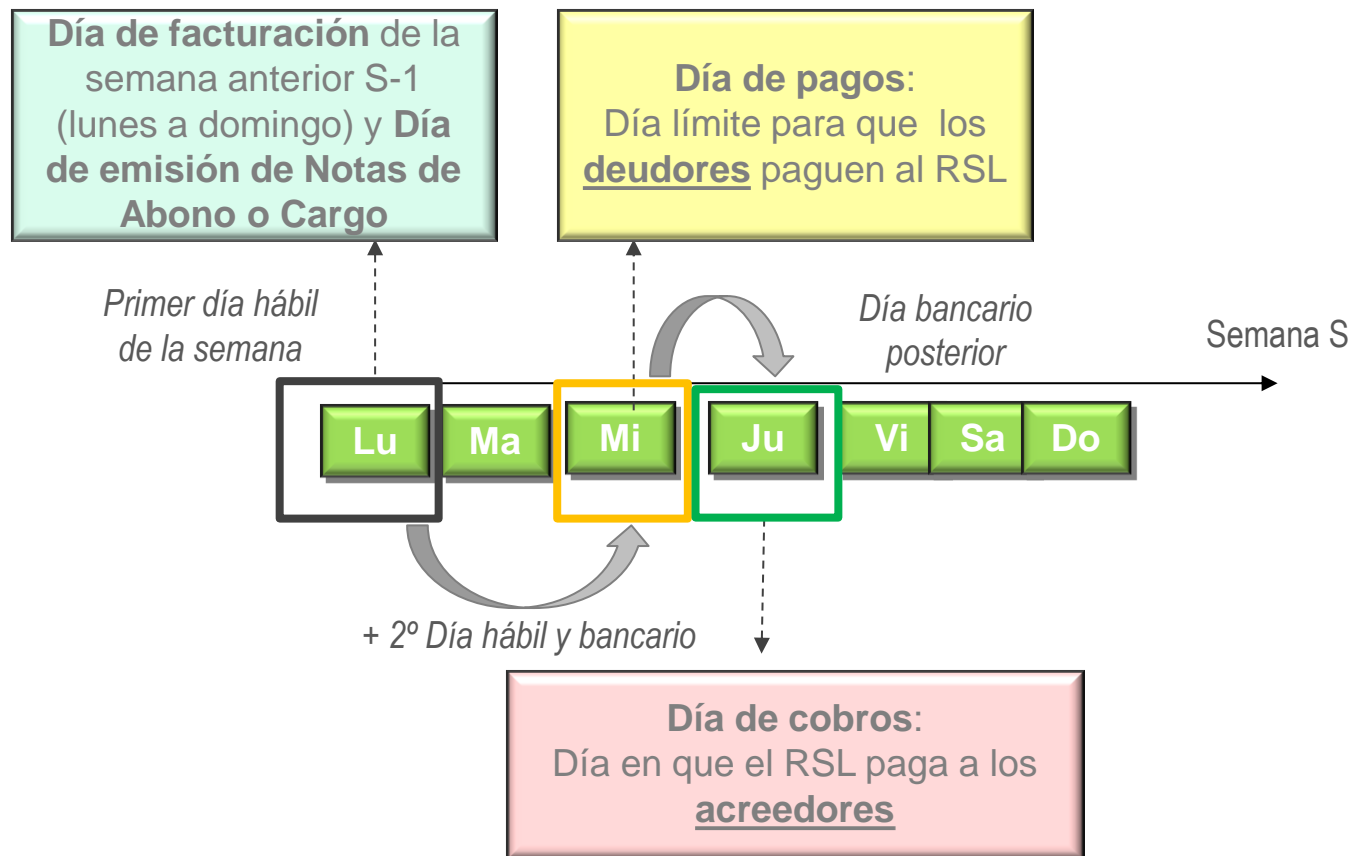 Día de facturación de la
semana anterior S-1
(lunes a domingo) y Día
de emisión de Notas de
Abono o Cargo
Día de pagos:
Día límite para que los
deudores paguen al RSL
Primer día hábil
de la semana
Día bancario
posterior
Semana S
Lu
Ma
Mi
Ju
Vi
Sa
Do
+ 2º Día hábil y bancario
Día de cobros:
Día en que el RSL paga a los
acreedores